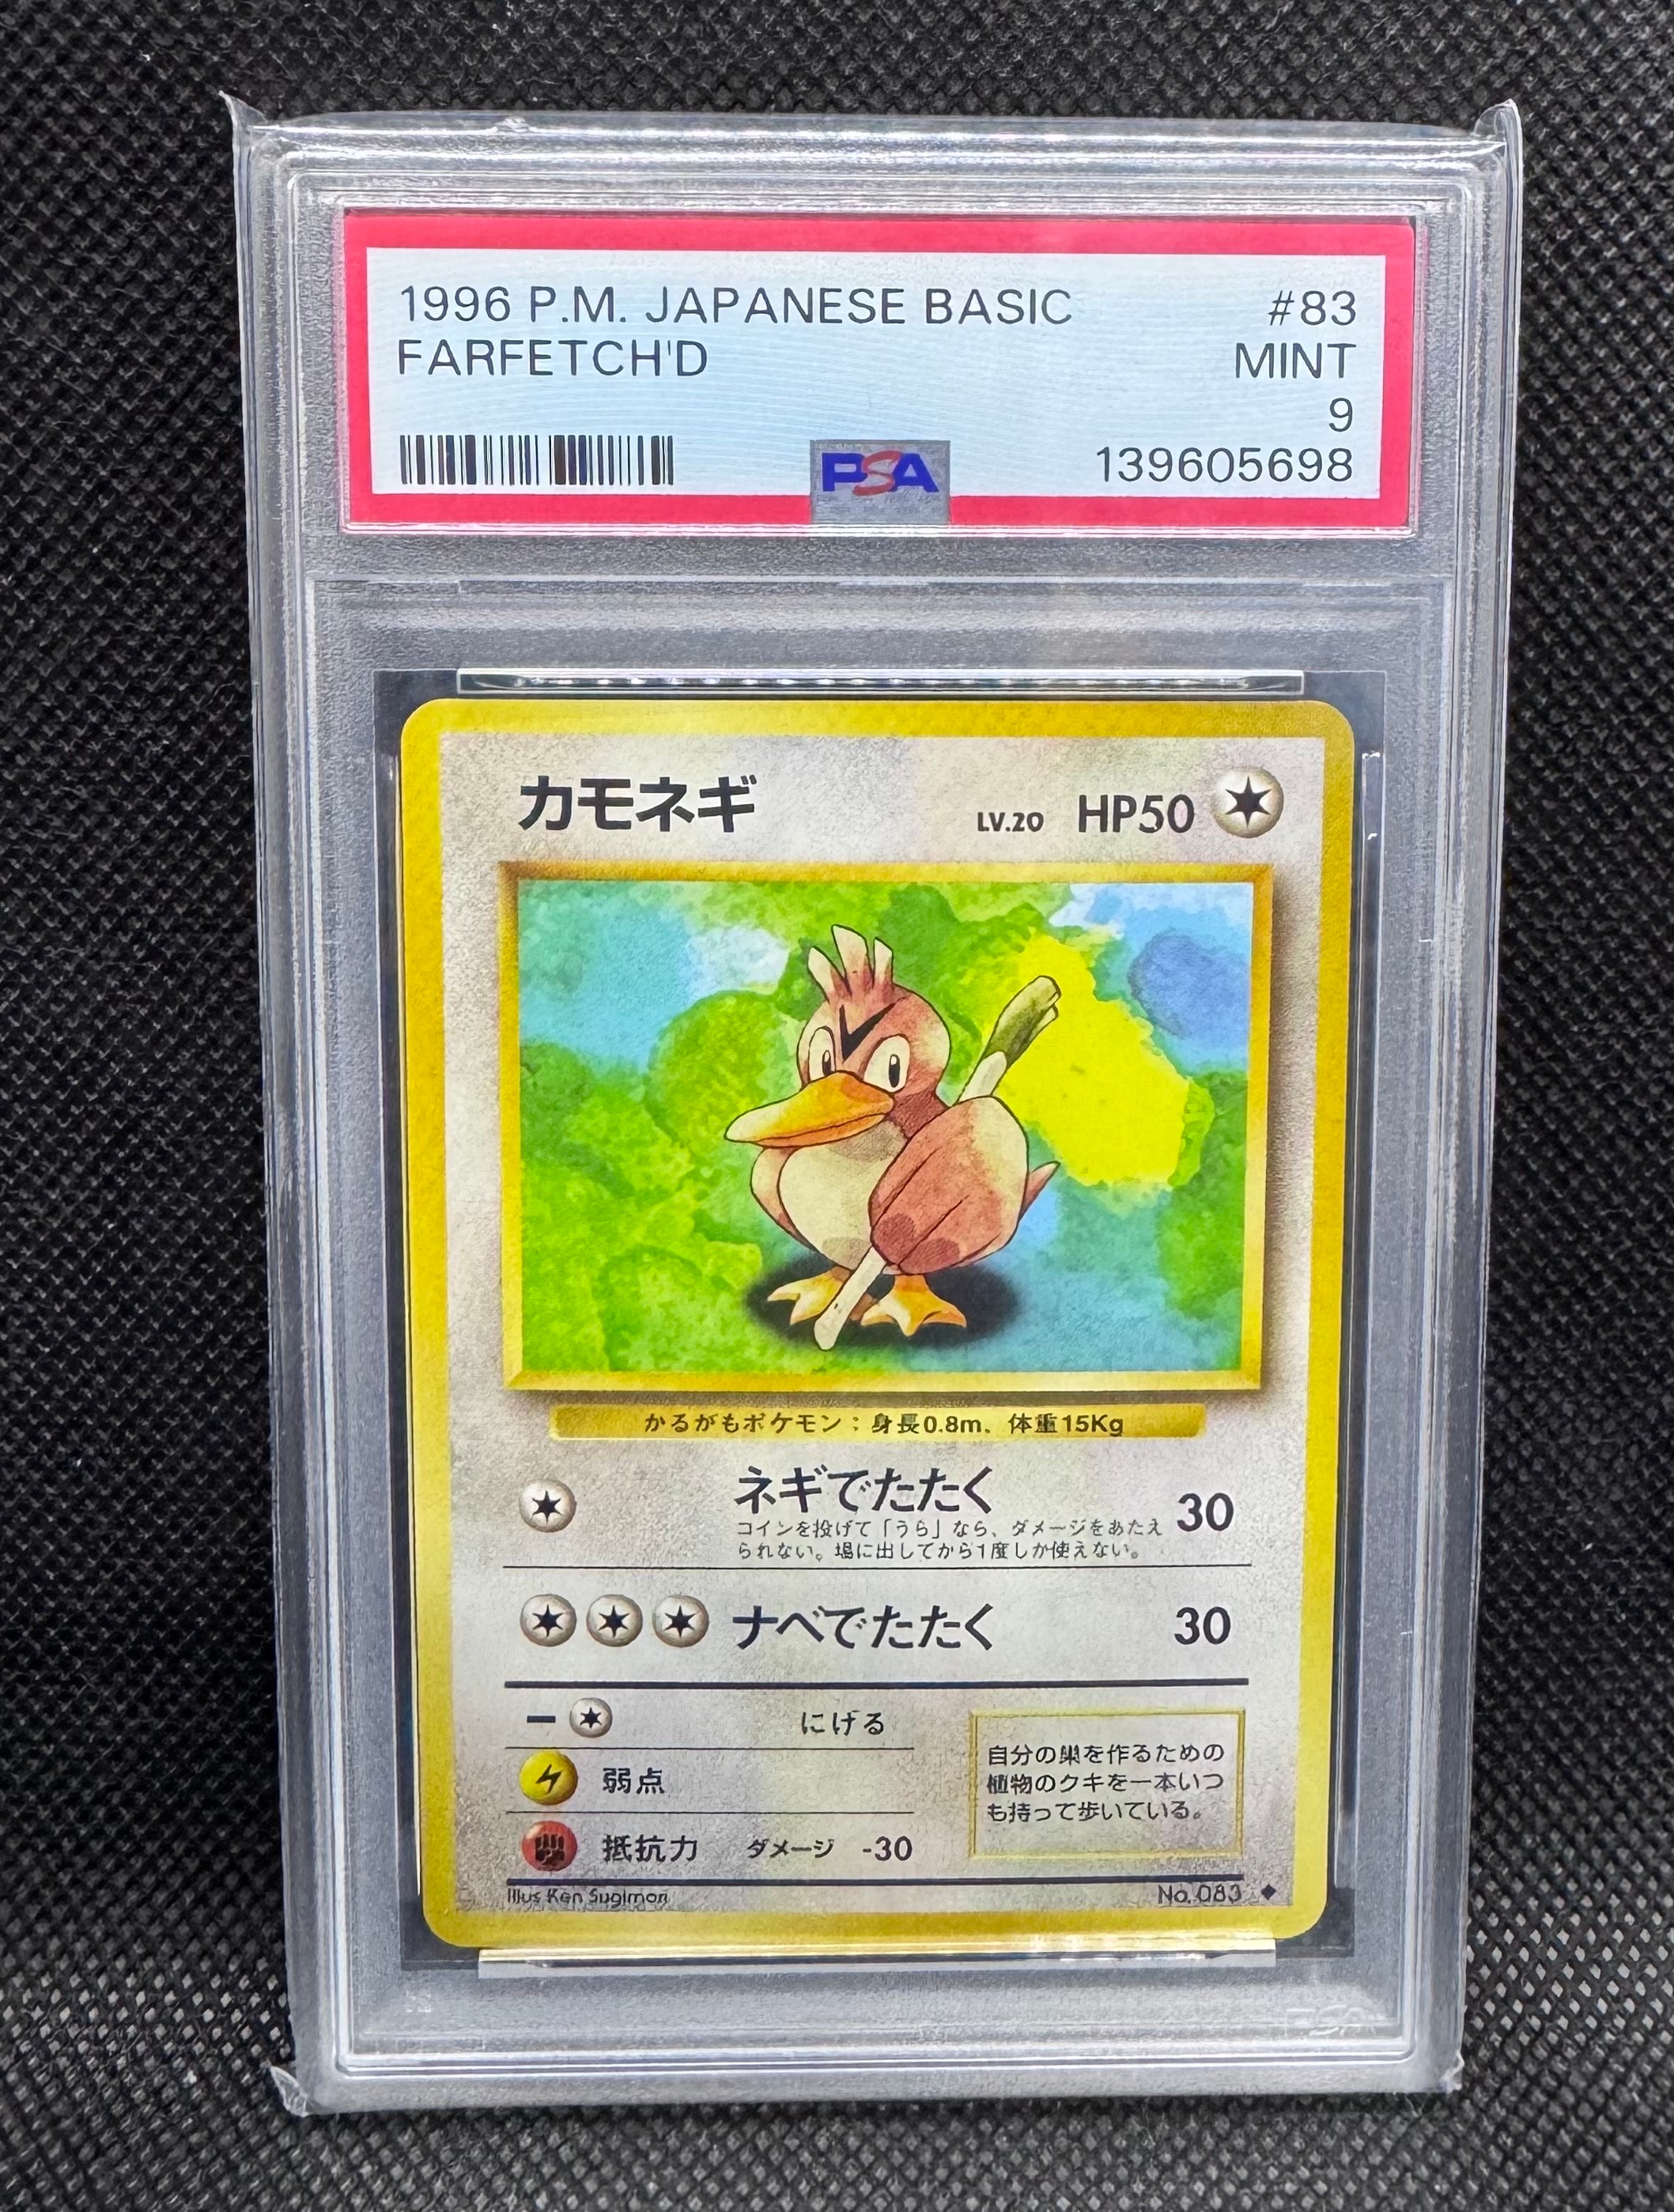 1996 P.M. JAPANESE BASIC #83
FARFETCH'D MINT
9
PSA 139605698
カモネギ LV.20 HP50
かるがもポケモン：身長0.8m、体重15Kg
ネギでたたく 30
コインを投げて「うら」なら、ダメージをあたえ
られない。場に出してから1度しか使えない。
ナベでたたく 30
にげる
弱点
抵抗力 ダメージ -30
自分の巣を作るための
植物のクキを一本いつ
も持って歩いている。
Illus Ken Sugimori No.083
PSA